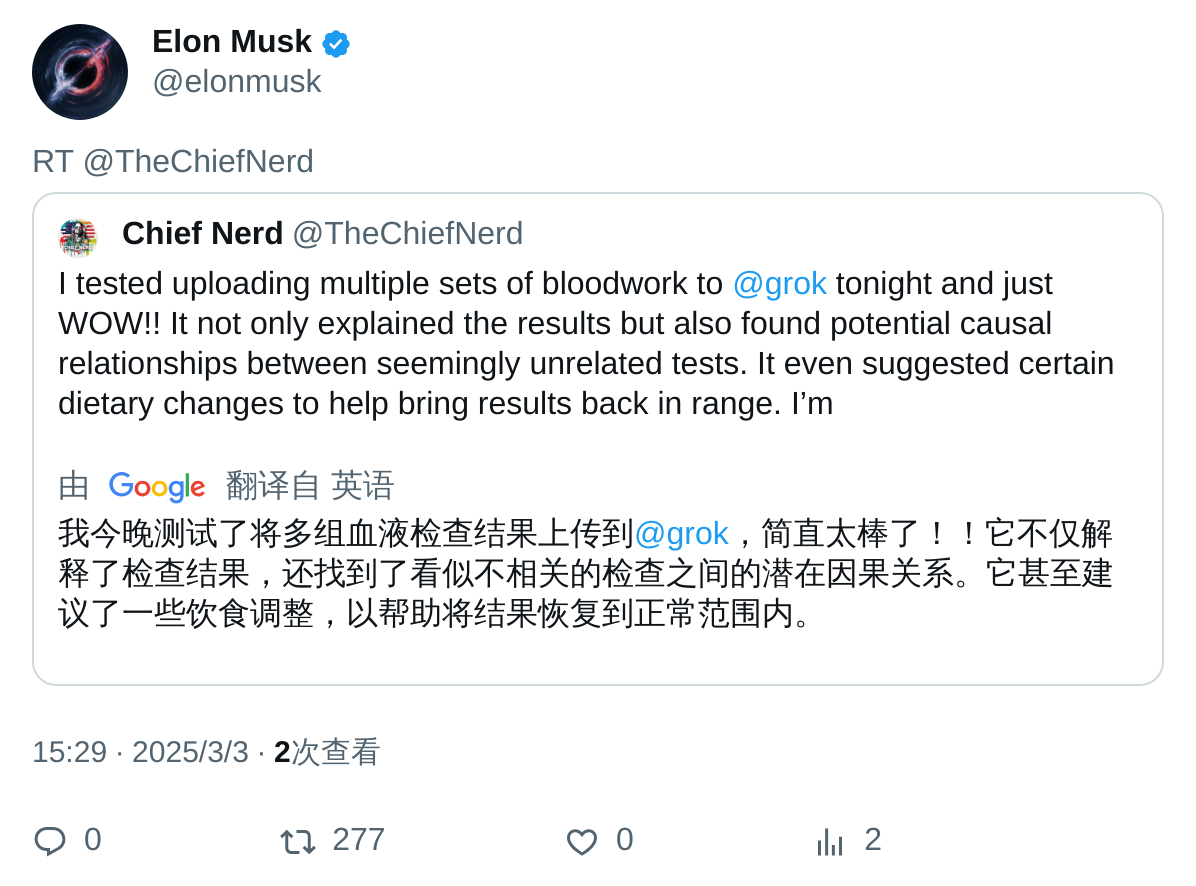 Elon Musk
@elonmusk
RT @TheChiefNerd
Chief Nerd @TheChiefNerd
I tested uploading multiple sets of bloodwork to @grok tonight and just
WOW!! It not only explained the results but also found potential causal
relationships between seemingly unrelated tests. It even suggested certain
dietary changes to help bring results back in range. I’m
由 Google 翻译自 英语
我今晚测试了将多组血液检查结果上传到@grok，简直太棒了！！它不仅解
释了检查结果，还找到了看似不相关的检查之间的潜在因果关系。它甚至建
议了一些饮食调整，以帮助将结果恢复到正常范围内。
15:29 · 2025/3/3 · 2次查看
0 277 0 2